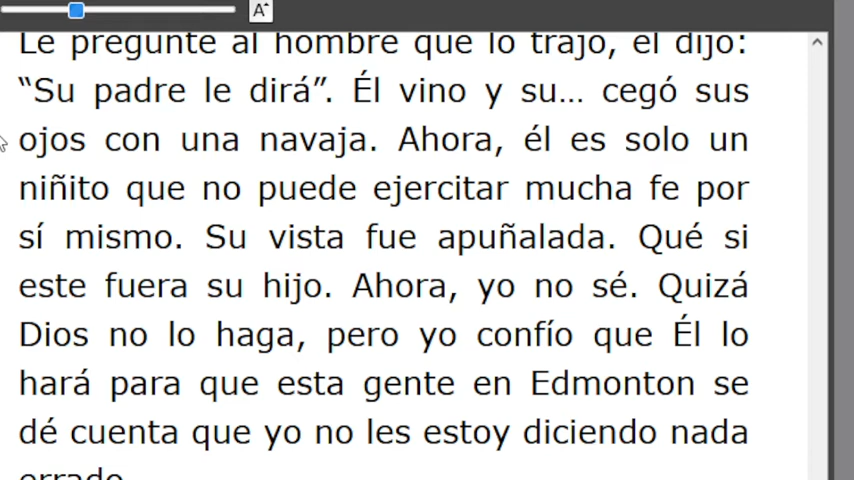 A
Le pregunté al hombre que lo trajo, él dijo:
“Su padre le dirá”. Él vino y su... cegó sus
ojos con una navaja. Ahora, él es solo un
niñito que no puede ejercitar mucha fe por
sí mismo. Su vista fue apuñalada. Qué si
este fuera su hijo. Ahora, yo no sé. Quizá
Dios no lo haga, pero yo confío que Él lo
hará para que esta gente en Edmonton se
dé cuenta que yo no les estoy diciendo nada
errado.